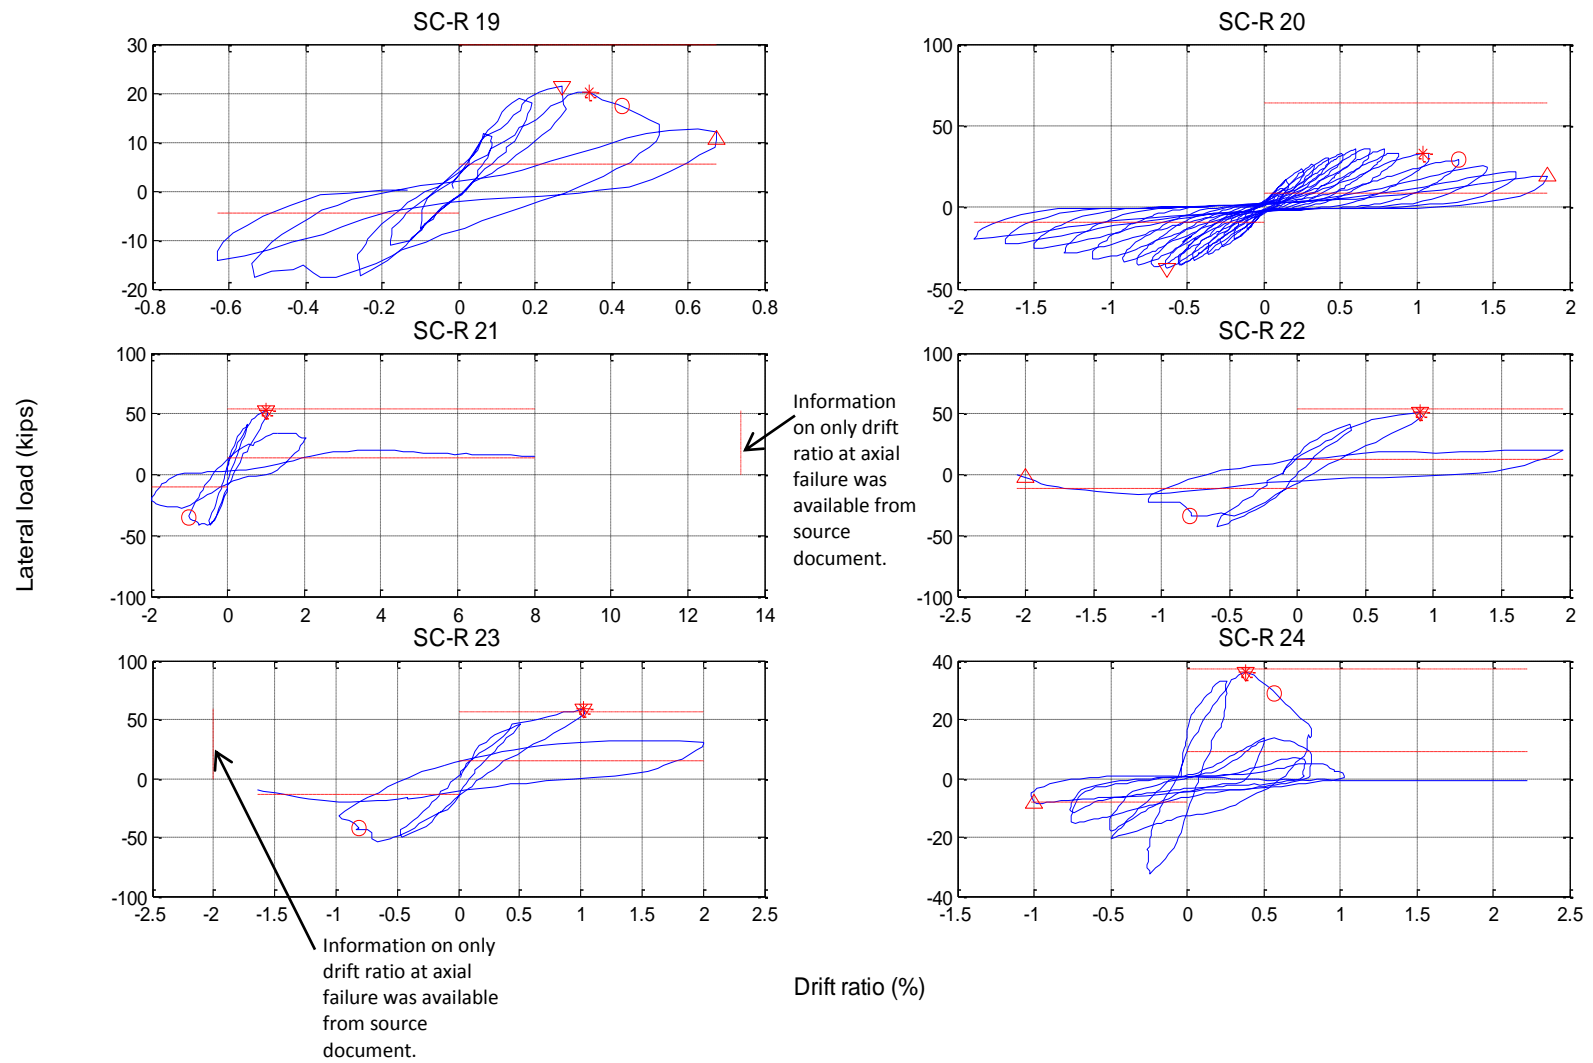 SC-R 19
30
20
10
0
-10
-20
-0.8 -0.6 -0.4 -0.2 0 0.2 0.4 0.6 0.8
SC-R 20
100
50
0
-50
-2 -1.5 -1 -0.5 0 0.5 1 1.5 2
SC-R 21
100
50
0
-50
-100
-2 0 2 4 6 8 10 12 14
Information
on only drift
ratio at axial
failure was
available from
source
document.
SC-R 22
100
50
0
-50
-100
-2.5 -2 -1.5 -1 -0.5 0 0.5 1 1.5 2
Lateral load (kips)
SC-R 23
100
50
0
-50
-100
-2.5 -2 -1.5 -1 -0.5 0 0.5 1 1.5 2 2.5
Information on only
drift ratio at axial
failure was available
from source
document.
SC-R 24
40
20
0
-20
-40
-1.5 -1 -0.5 0 0.5 1 1.5 2 2.5
Drift ratio (%)